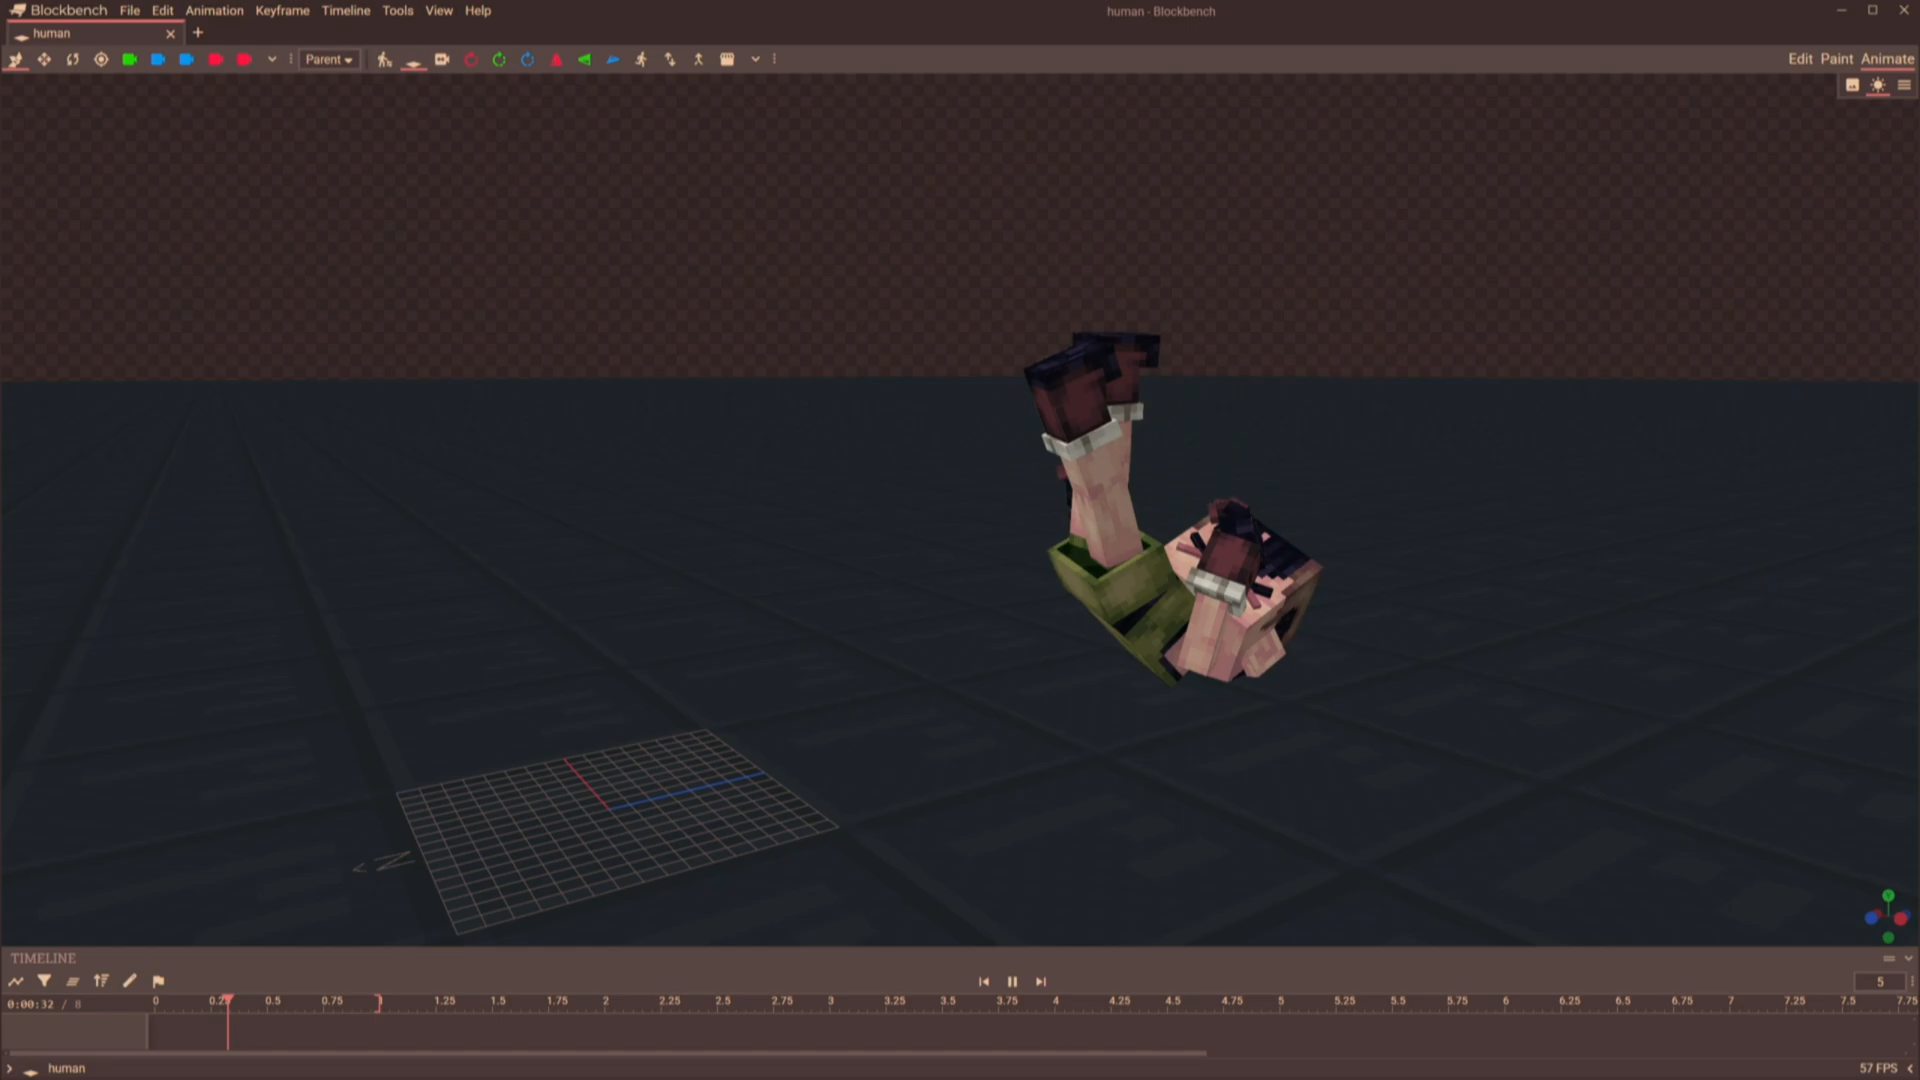 Blockbench File Edit Animation Keyframe Timeline Tools View Help
human - Blockbench
human
Parent
Edit Paint Animate
N
TIMELINE
5
0:00:32 / 8
0 0.25 0.5 0.75 1 1.25 1.5 1.75 2 2.25 2.5 2.75 3 3.25 3.5 3.75 4 4.25 4.5 4.75 5 5.25 5.5 5.75 6 6.25 6.5 6.75 7 7.25 7.5 7.75
human
57 FPS